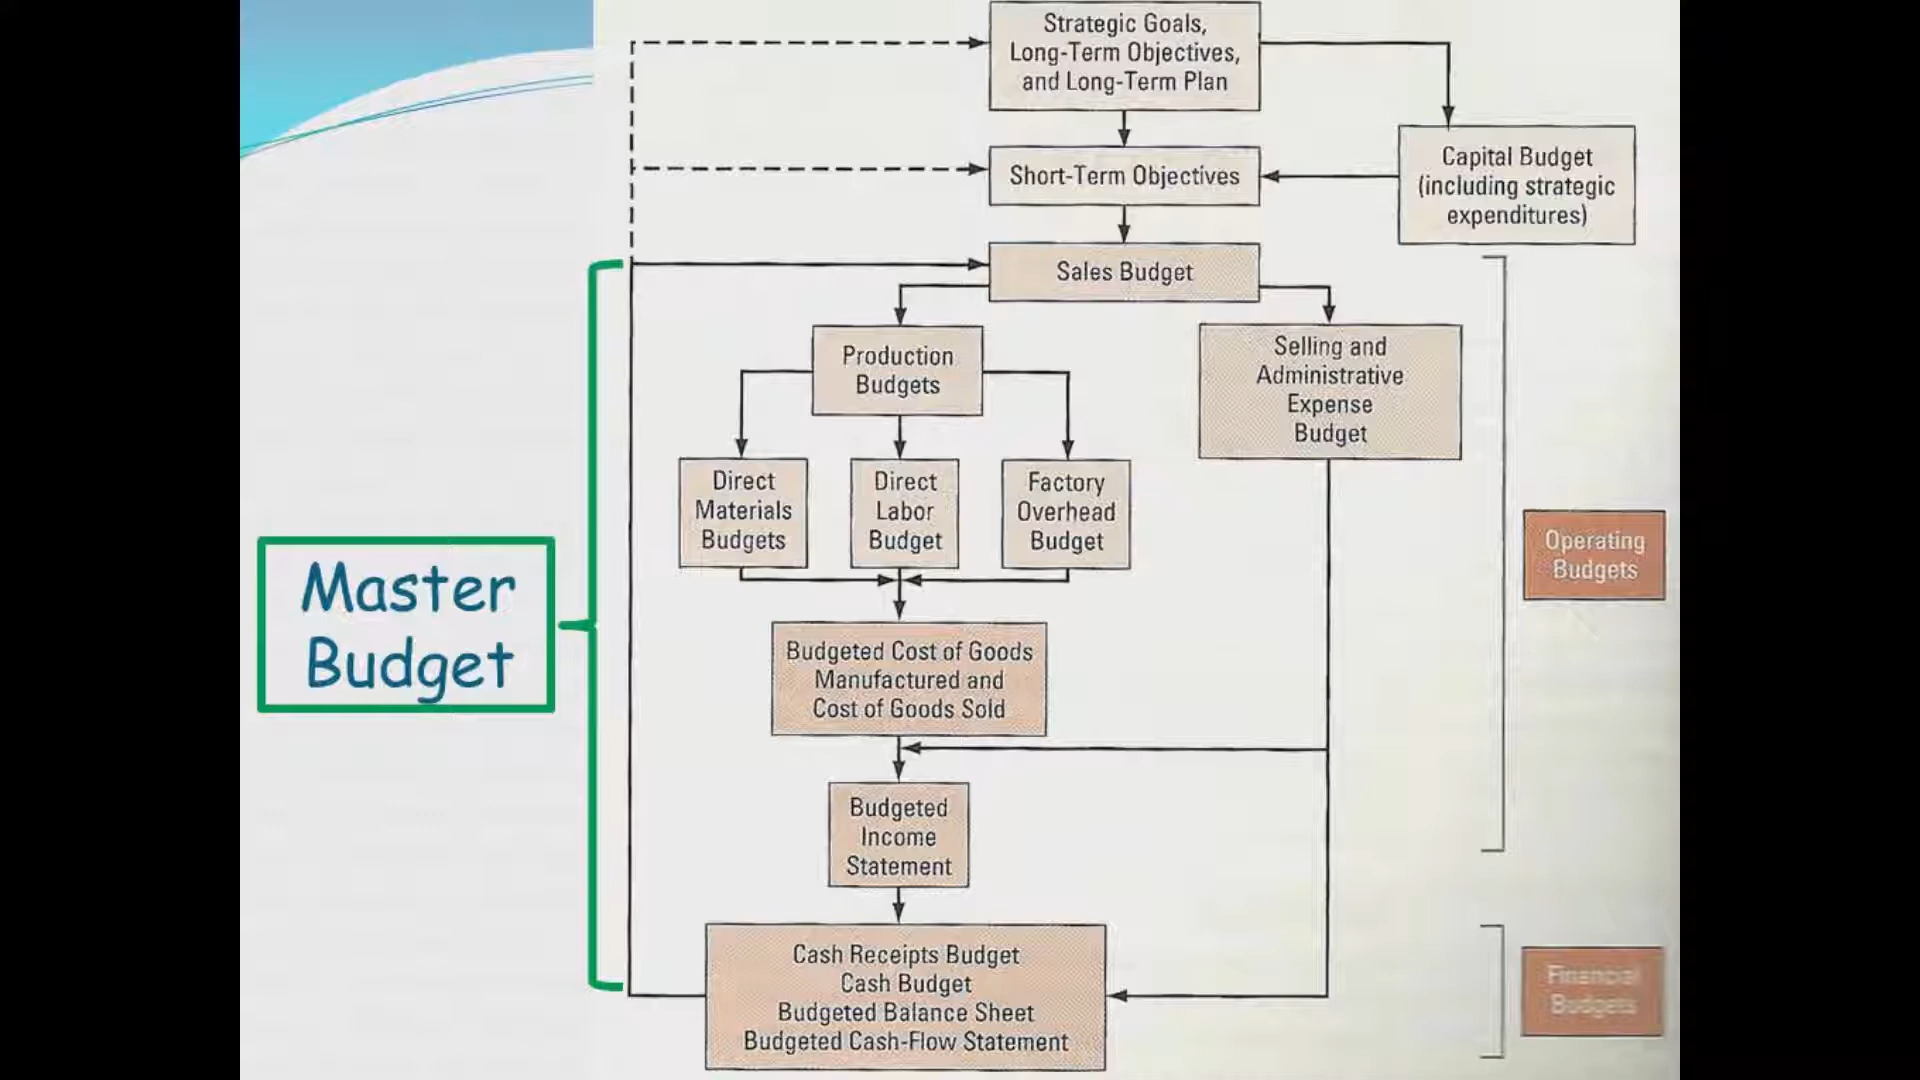 Strategic Goals,
Long-Term Objectives,
and Long-Term Plan
Capital Budget
(including strategic
expenditures)
Short-Term Objectives
Sales Budget
Production
Budgets
Selling and
Administrative
Expense
Budget
Direct
Materials
Budgets
Direct
Labor
Budget
Factory
Overhead
Budget
Operating
Budgets
Master
Budget
Budgeted Cost of Goods
Manufactured and
Cost of Goods Sold
Budgeted
Income
Statement
Cash Receipts Budget
Cash Budget
Budgeted Balance Sheet
Budgeted Cash-Flow Statement
Financial
Budgets